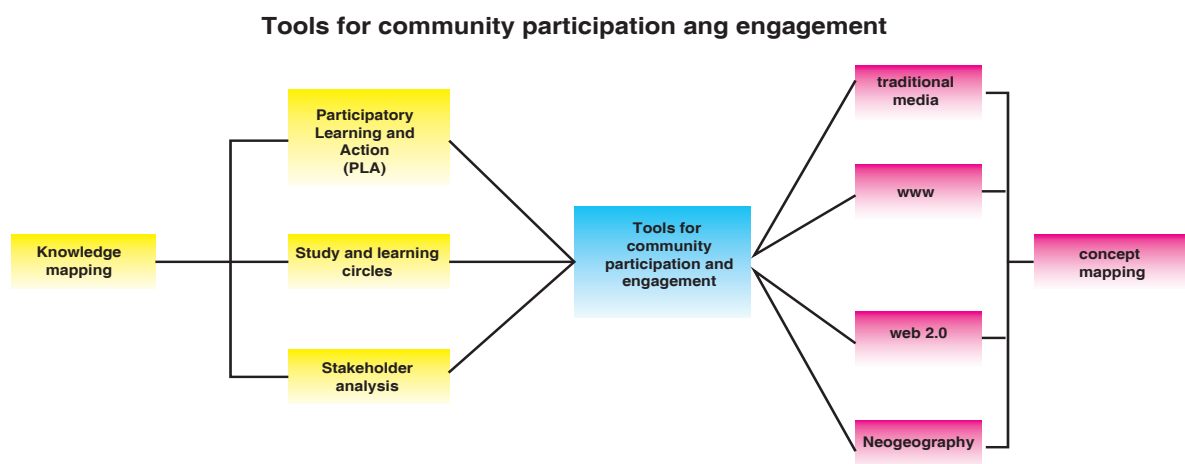 Tools for community participation ang engagement
Knowledge
mapping
Participatory
Learning and
Action
(PLA)
Study and learning
circles
Stakeholder
analysis
Tools for
community
participation and
engagement
traditional
media
www
web 2.0
Neogeography
concept
mapping